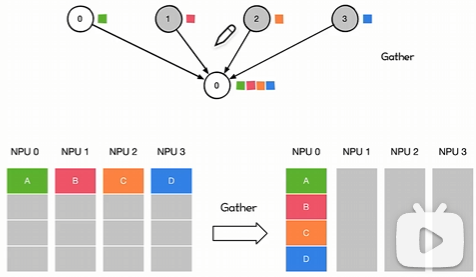 0 1 2 3
Gather
0
NPU 0 NPU 1 NPU 2 NPU 3 NPU 0 NPU 1 NPU 2 NPU 3
A B C D A
Gather
B
C
D